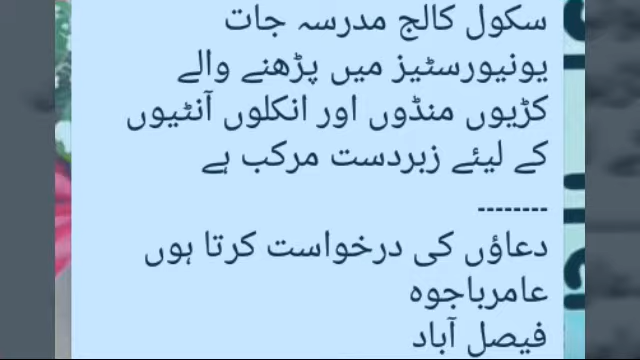 سکول کالج مدرسہ جات
یونیورسٹیز میں پڑھنے والے
کڑیوں منڈوں اور انکلوں آنٹیوں
کے لیئے زبردست مرکب ہے
--------
دعاؤں کی درخواست کرتا ہوں
عامرباجوہ
فیصل آباد